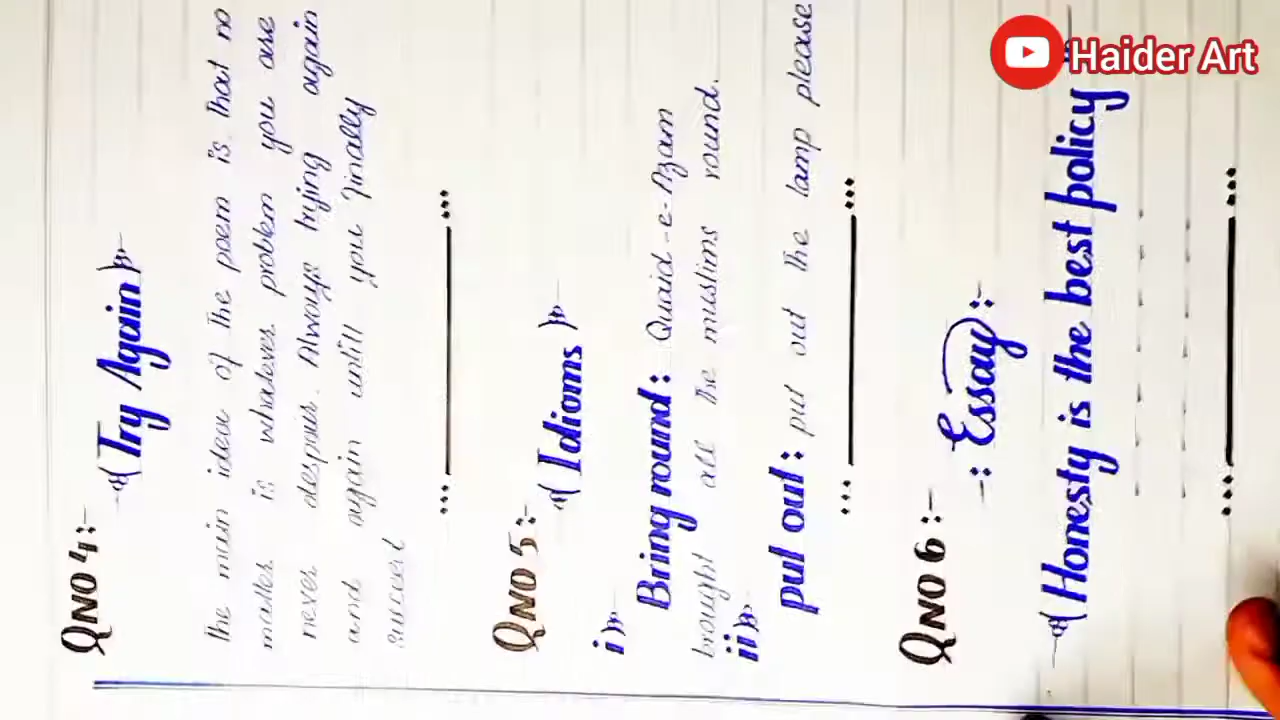 Haider Art
QNO 4:-
Try Again
The main idea of the poem is that no
matter is whatever problem you are
never despair. Always trying again
and again untill you finally
succeed
QNO 5:-
Idioms
i)
Bring round: Quaid-e-Azam
brought all the muslims round.
ii)
put out: put out the lamp please
QNO 6:-
-: Essay:-
Honesty is the best policy